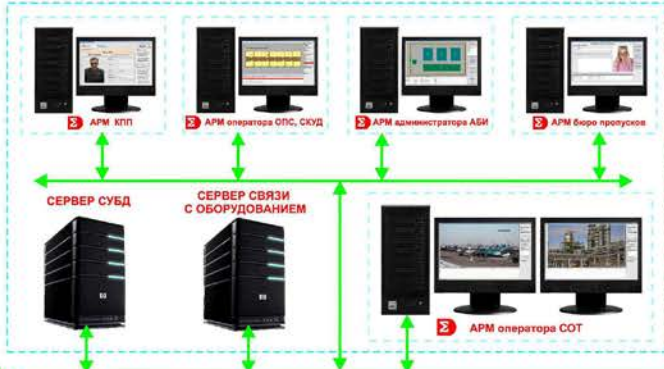 АРМ КПП
АРМ оператора ОПС, СКУД
АРМ администратора АБИ
АРМ бюро пропусков
СЕРВЕР СУБД
СЕРВЕР СВЯЗИ
С ОБОРУДОВАНИЕМ
АРМ оператора СОТ